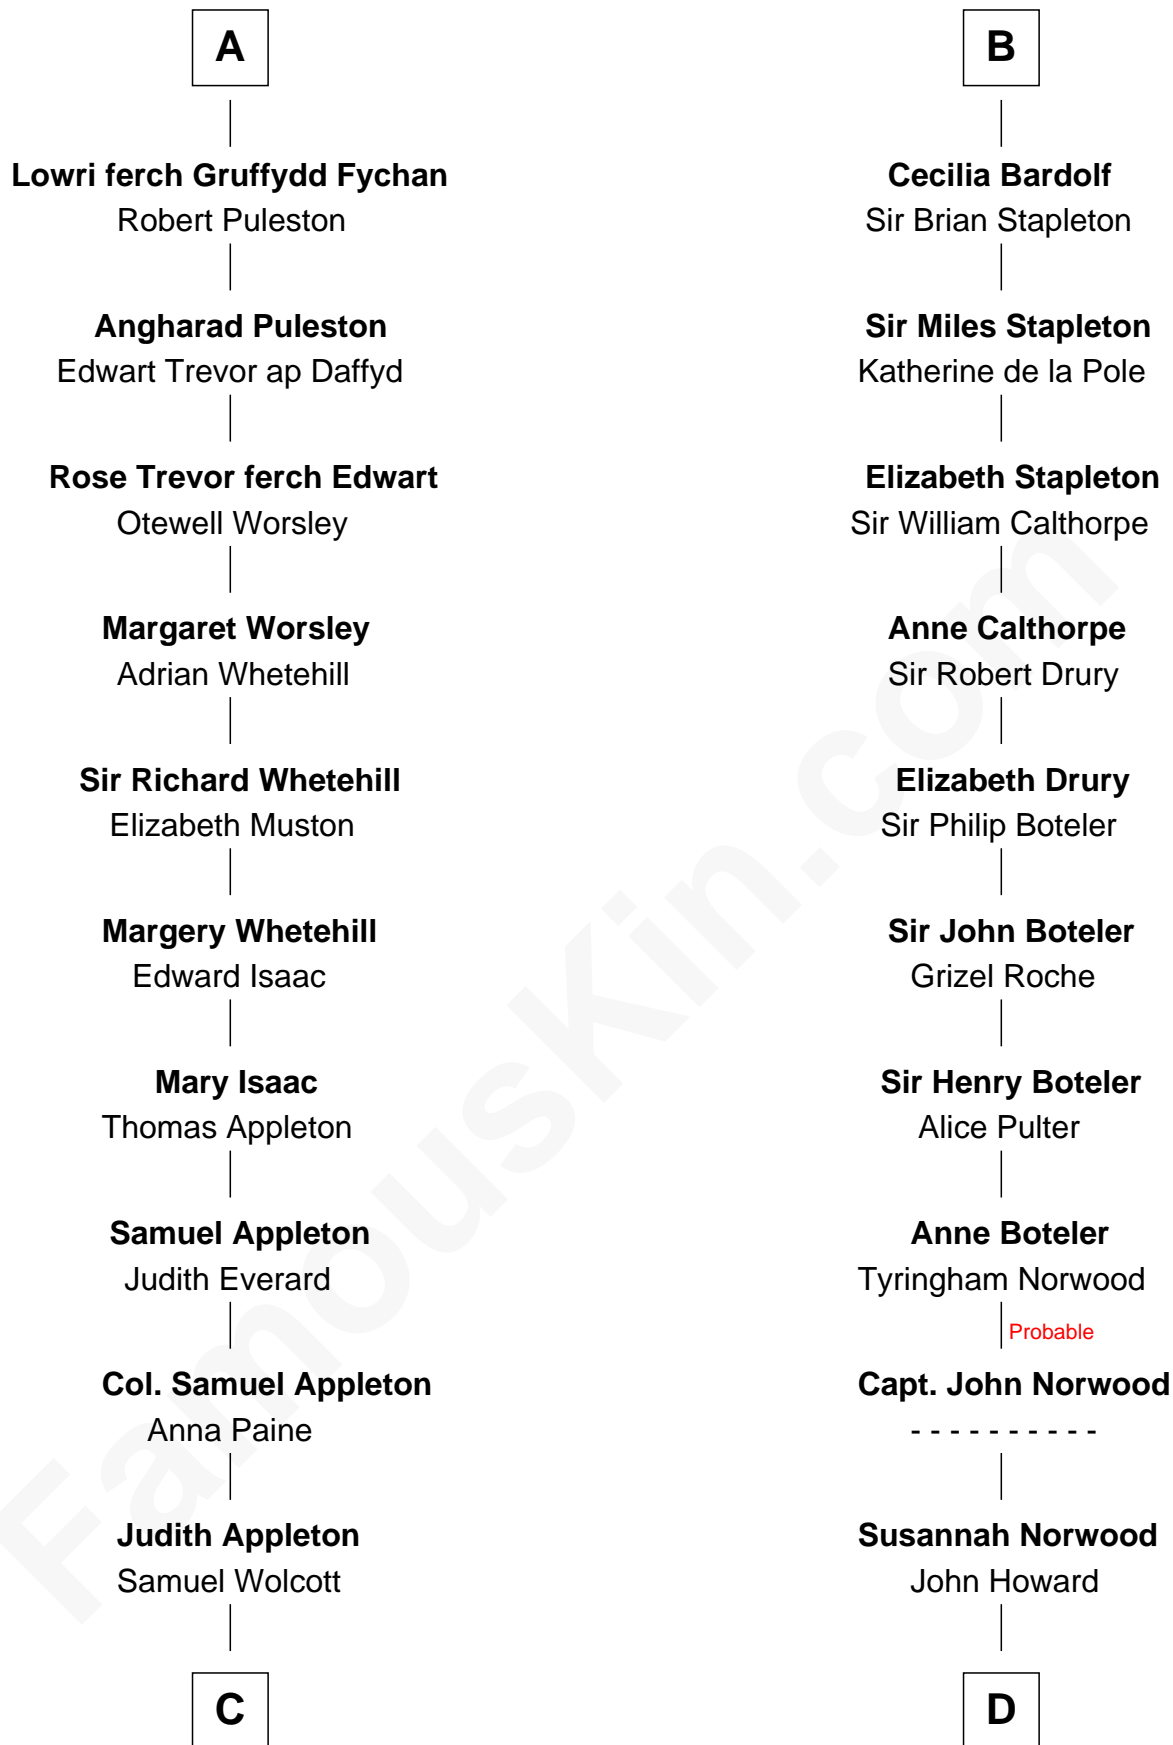 A
Lowri ferch Gruffydd Fychan
Robert Puleston
Angharad Puleston
Edwart Trevor ap Daffyd
Rose Trevor ferch Edwart
Otewell Worsley
Margaret Worsley
Adrian Whetehill
Sir Richard Whetehill
Elizabeth Muston
Margery Whetehill
Edward Isaac
Mary Isaac
Thomas Appleton
Samuel Appleton
Judith Everard
Col. Samuel Appleton
Anna Paine
Judith Appleton
Samuel Wolcott
C
B
Cecilia Bardolf
Sir Brian Stapleton
Sir Miles Stapleton
Katherine de la Pole
Elizabeth Stapleton
Sir William Calthorpe
Anne Calthorpe
Sir Robert Drury
Elizabeth Drury
Sir Philip Boteler
Sir John Boteler
Grizel Roche
Sir Henry Boteler
Alice Pulter
Anne Boteler
Tyringham Norwood
Probable
Capt. John Norwood
- - - - - - - - - -
Susannah Norwood
John Howard
D
FamousKin.com